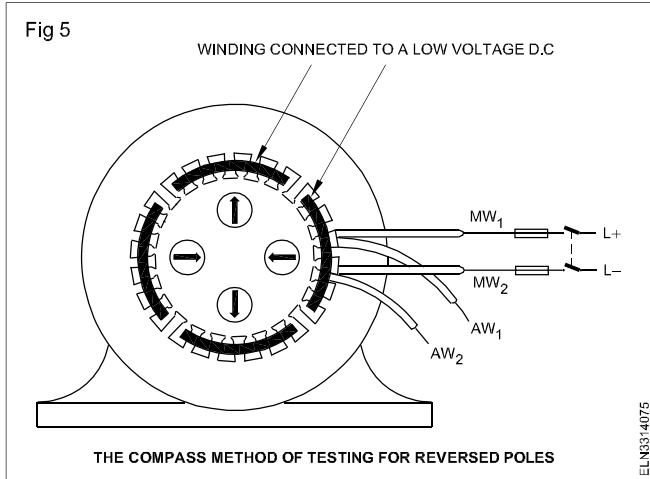 Fig 5
WINDING CONNECTED TO A LOW VOLTAGE D.C
MW1
L+
MW2
L–
AW1
AW2
THE COMPASS METHOD OF TESTING FOR REVERSED POLES
ELN3314075